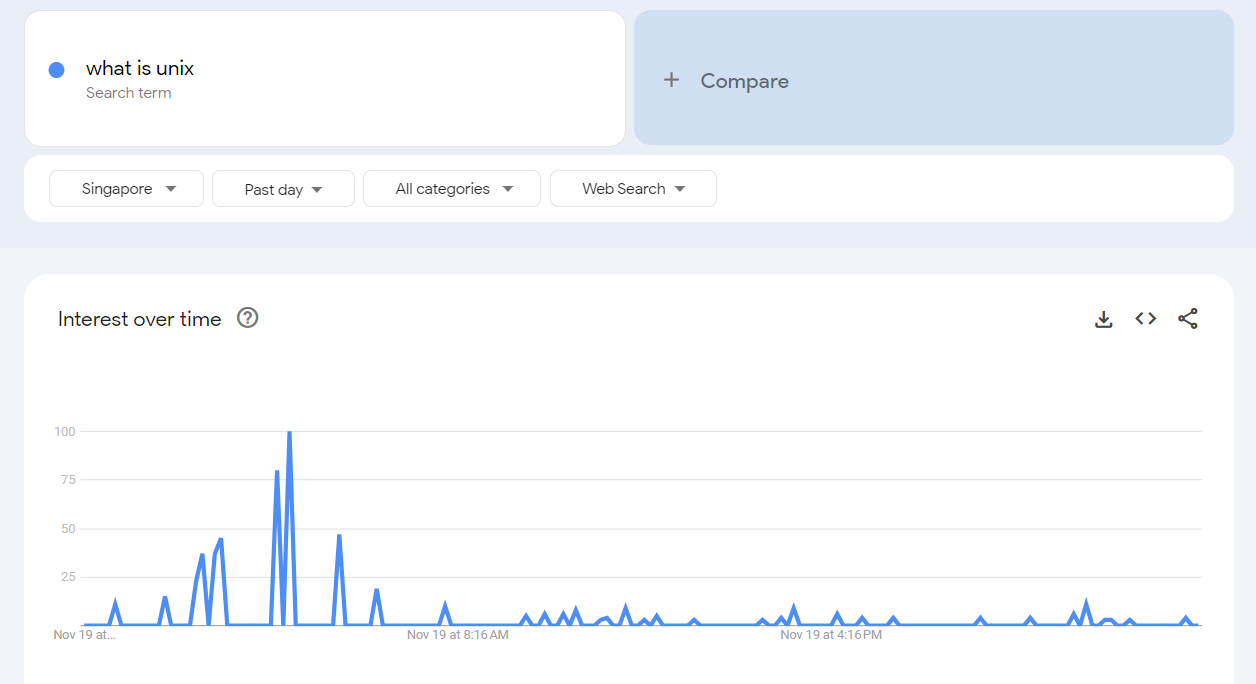 what is unix
Search term
+ Compare
Singapore
Past day
All categories
Web Search
Interest over time
100
75
50
25
Nov 19 at...
Nov 19 at 8:16 AM
Nov 19 at 4:16 PM